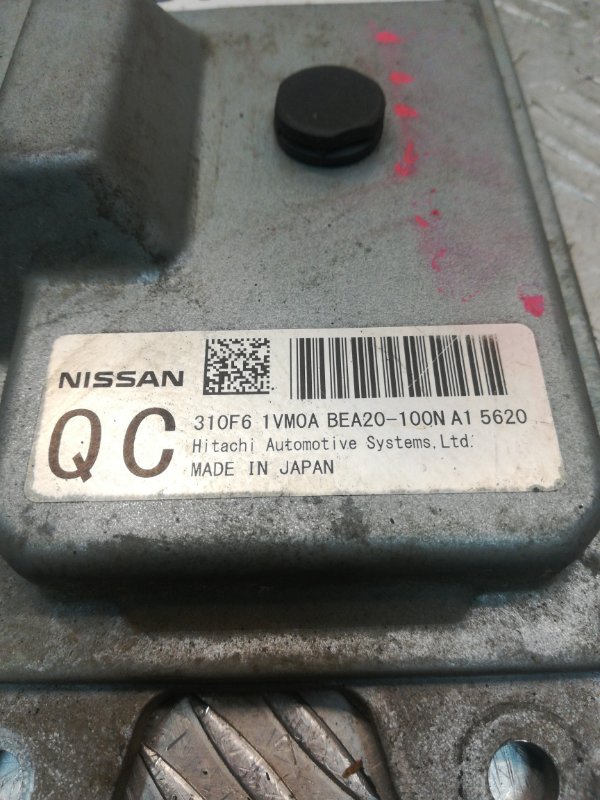 NISSAN
QC
310F6 1VM0A BEA20-100N A1 5620
Hitachi Automotive Systems, Ltd.
MADE IN JAPAN